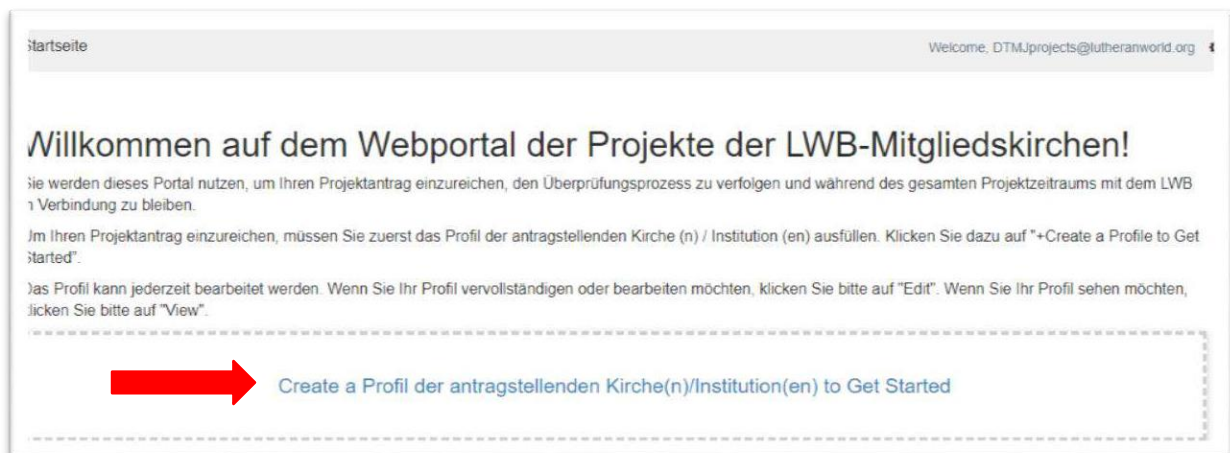 Startseite
Welcome, DTMJprojects@lutheranworld.org
Willkommen auf dem Webportal der Projekte der LWB-Mitgliedskirchen!
Sie werden dieses Portal nutzen, um Ihren Projektantrag einzureichen, den Überprüfungsprozess zu verfolgen und während des gesamten Projektzeitraums mit dem LWB
in Verbindung zu bleiben.
Um Ihren Projektantrag einzureichen, müssen Sie zuerst das Profil der antragstellenden Kirche (n) / Institution (en) ausfüllen. Klicken Sie dazu auf "+Create a Profile to Get
Started".
Das Profil kann jederzeit bearbeitet werden. Wenn Sie Ihr Profil vervollständigen oder bearbeiten möchten, klicken Sie bitte auf "Edit". Wenn Sie Ihr Profil sehen möchten,
klicken Sie bitte auf "View".
Create a Profil der antragstellenden Kirche(n)/Institution(en) to Get Started